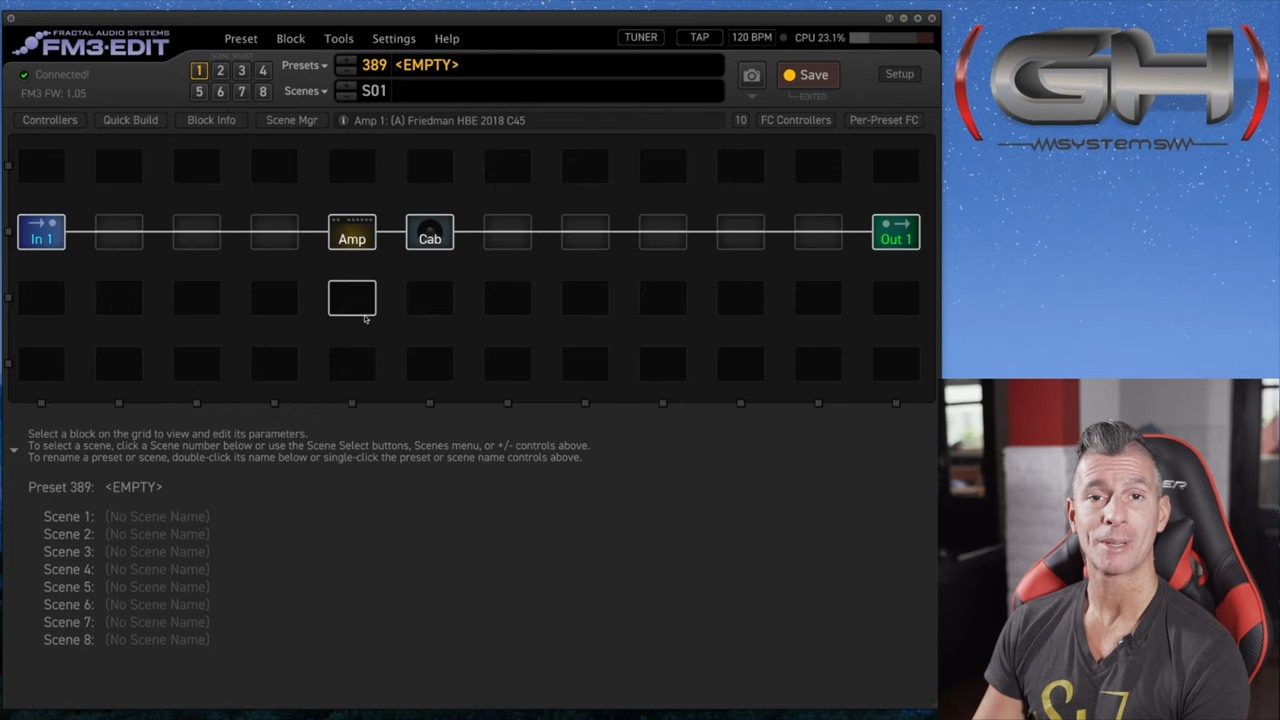 FRACTAL AUDIO SYSTEMS
FM3-EDIT
Preset Block Tools Settings Help
TUNER TAP 120 BPM CPU 23.1%
SCENE SELECT
1 2 3 4
5 6 7 8
Presets 389 <EMPTY>
Scenes S01
Connected!
FM3 FW: 1.05
Save
EDITED
Setup
Controllers Quick Build Block Info Scene Mgr Amp 1: (A) Friedman HBE 2018 C45 10 FC Controllers Per-Preset FC
In 1 Amp Cab Out 1
Select a block on the grid to view and edit its parameters.
To select a scene, click a Scene number below or use the Scene Select buttons, Scenes menu, or +/- controls above.
To rename a preset or scene, double-click its name below or single-click the preset or scene name controls above.
Preset 389: <EMPTY>
Scene 1: (No Scene Name)
Scene 2: (No Scene Name)
Scene 3: (No Scene Name)
Scene 4: (No Scene Name)
Scene 5: (No Scene Name)
Scene 6: (No Scene Name)
Scene 7: (No Scene Name)
Scene 8: (No Scene Name)
GH
SYSTEMS